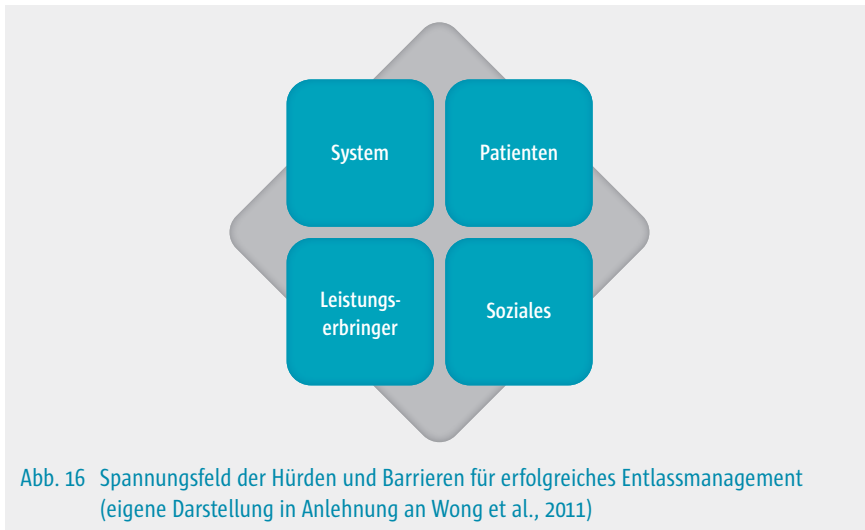 System
Patienten
Leistungs-
erbringer
Soziales
Abb. 16 Spannungsfeld der Hürden und Barrieren für erfolgreiches Entlassmanagement
(eigene Darstellung in Anlehnung an Wong et al., 2011)